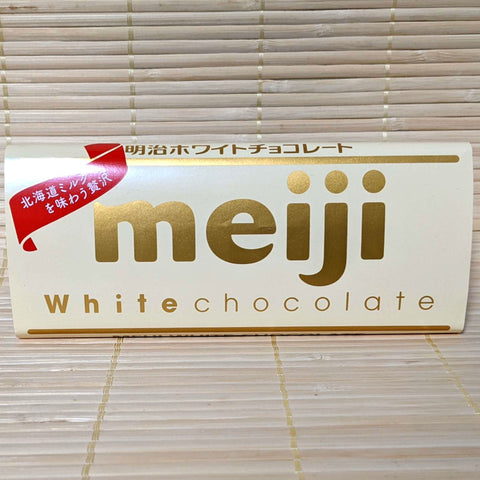 明治ホワイトチョコレート
北海道ミルク
を味わう贅沢
meiji
White chocolate